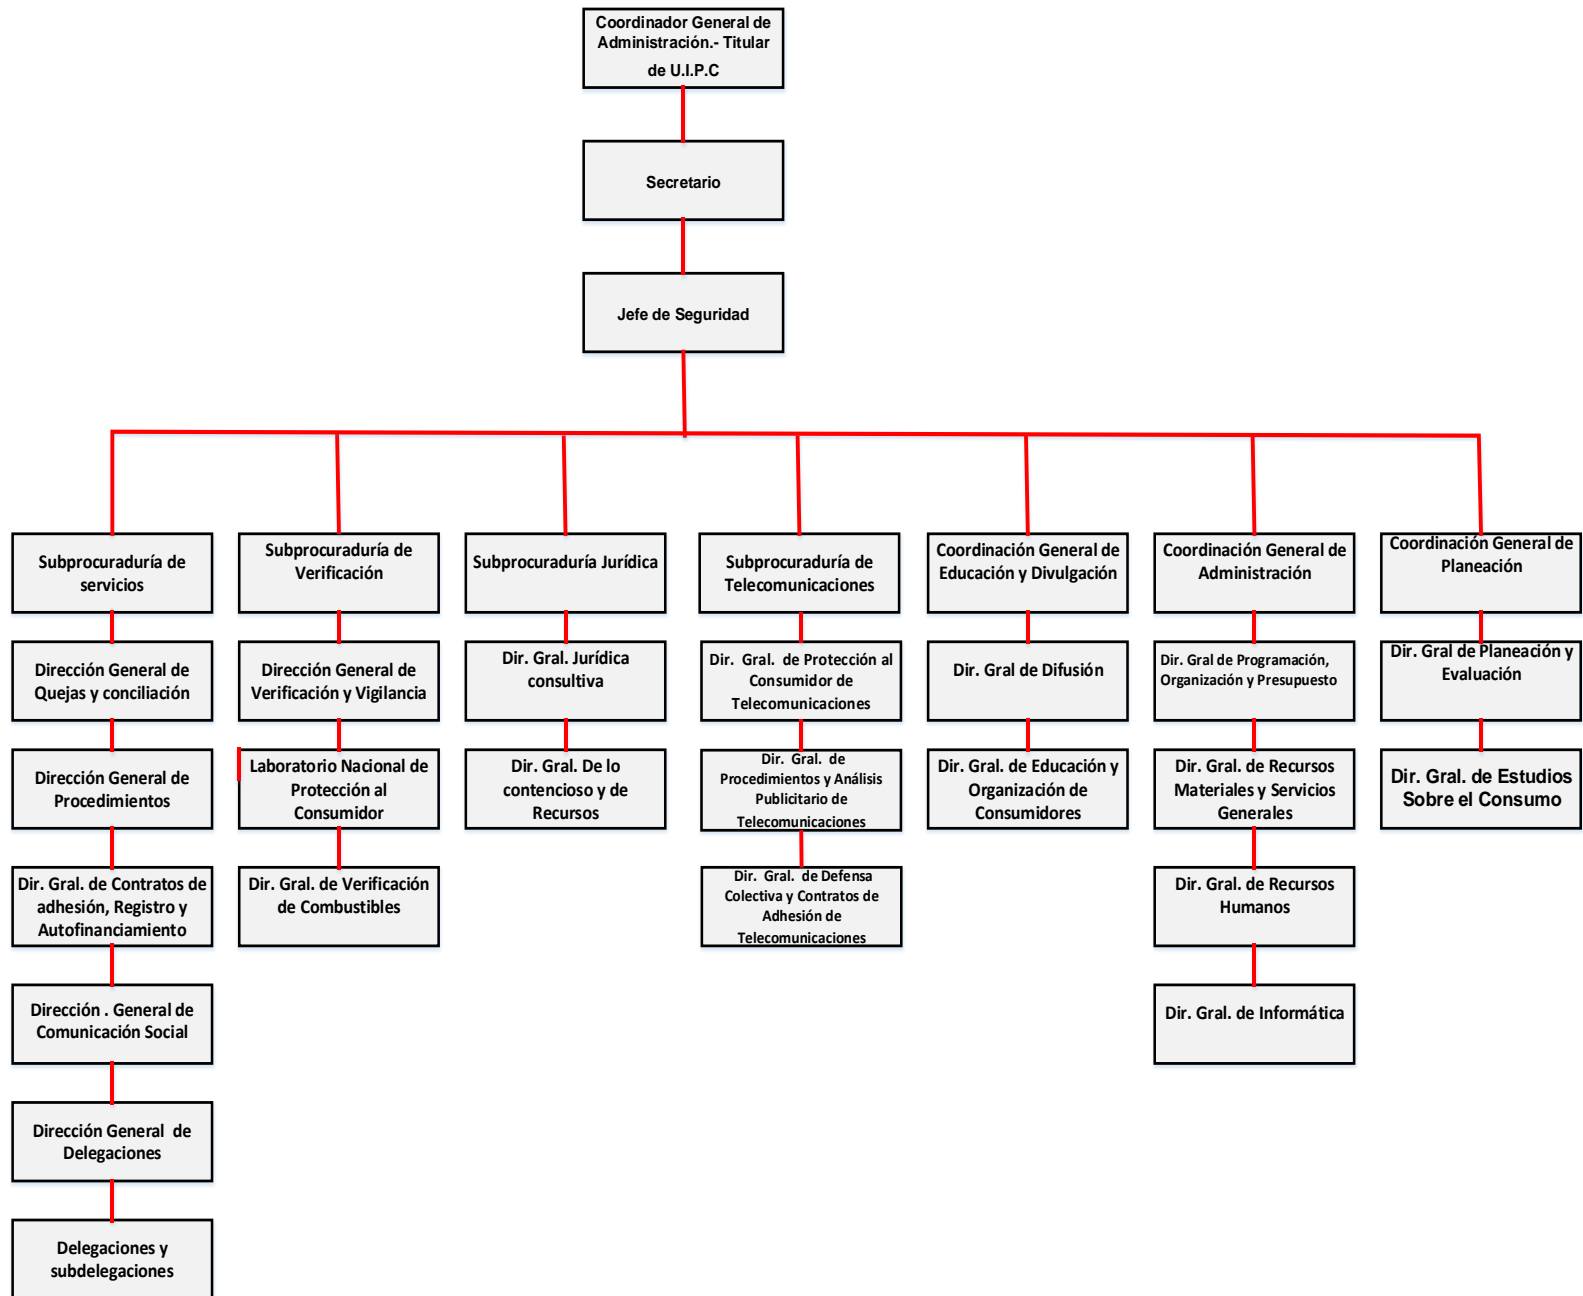 Coordinador General de
Administración.- Titular
de U.I.P.C
Secretario
Jefe de Seguridad
Subprocuraduría de
servicios
Subprocuraduría de
Verificación
Subprocuraduría Jurídica
Subprocuraduría de
Telecomunicaciones
Coordinación General de
Educación y Divulgación
Coordinación General de
Administración
Coordinación General de
Planeación
Dirección General de
Quejas y conciliación
Dirección General de
Verificación y Vigilancia
Dir. Gral. Jurídica
consultiva
Dir. Gral. de Protección al
Consumidor de
Telecomunicaciones
Dir. Gral de Difusión
Dir. Gral de Programación,
Organización y Presupuesto
Dir. Gral de Planeación y
Evaluación
Dirección General de
Procedimientos
Laboratorio Nacional de
Protección al
Consumidor
Dir. Gral. De lo
contencioso y de
Recursos
Dir. Gral. de
Procedimientos y Análisis
Publicitario de
Telecomunicaciones
Dir. Gral. de Educación y
Organización de
Consumidores
Dir. Gral. de Recursos
Materiales y Servicios
Generales
Dir. Gral. de Estudios
Sobre el Consumo
Dir. Gral. de Contratos de
adhesión, Registro y
Autofinanciamiento
Dir. Gral. de Verificación
de Combustibles
Dir. Gral. de Defensa
Colectiva y Contratos de
Adhesión de
Telecomunicaciones
Dir. Gral. de Recursos
Humanos
Dirección . General de
Comunicación Social
Dir. Gral. de Informática
Dirección General de
Delegaciones
Delegaciones y
subdelegaciones